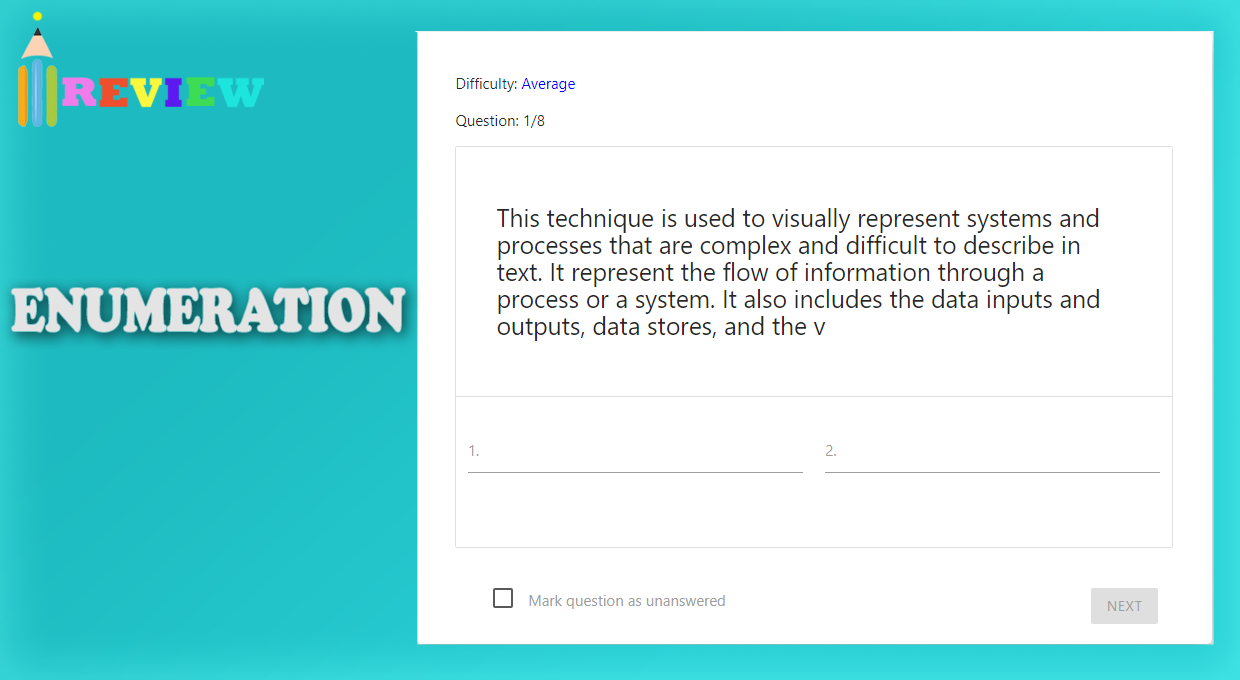 REVIEW
ENUMERATION
Difficulty: Average
Question: 1/8
This technique is used to visually represent systems and
processes that are complex and difficult to describe in
text. It represent the flow of information through a
process or a system. It also includes the data inputs and
outputs, data stores, and the v
1.
2.
Mark question as unanswered
NEXT